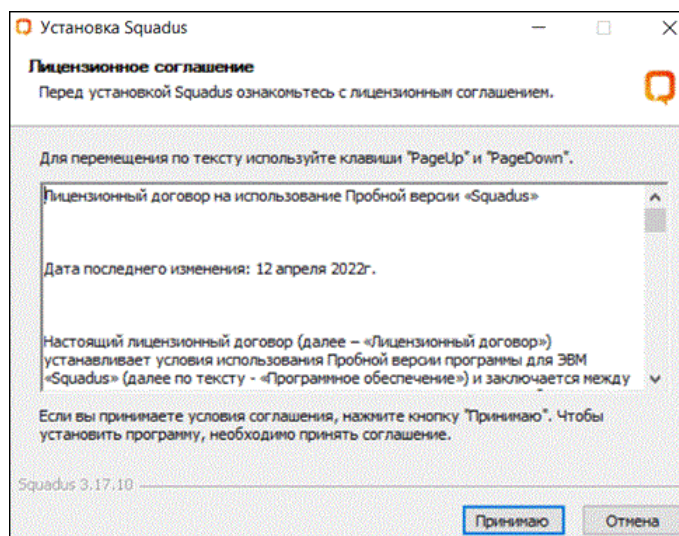 Установка Squadus
Лицензионное соглашение
Перед установкой Squadus ознакомьтесь с лицензионным соглашением.
Для перемещения по тексту используйте клавиши "PageUp" и "PageDown".
Лицензионный договор на использование Пробной версии «Squadus»
Дата последнего изменения: 12 апреля 2022г.
Настоящий лицензионный договор (далее – «Лицензионный договор»)
устанавливает условия использования Пробной версии программы для ЭВМ
«Squadus» (далее по тексту - «Программное обеспечение») и заключается между
Если вы принимаете условия соглашения, нажмите кнопку "Принимаю". Чтобы
установить программу, необходимо принять соглашение.
Squadus 3.17.10
Принимаю
Отмена